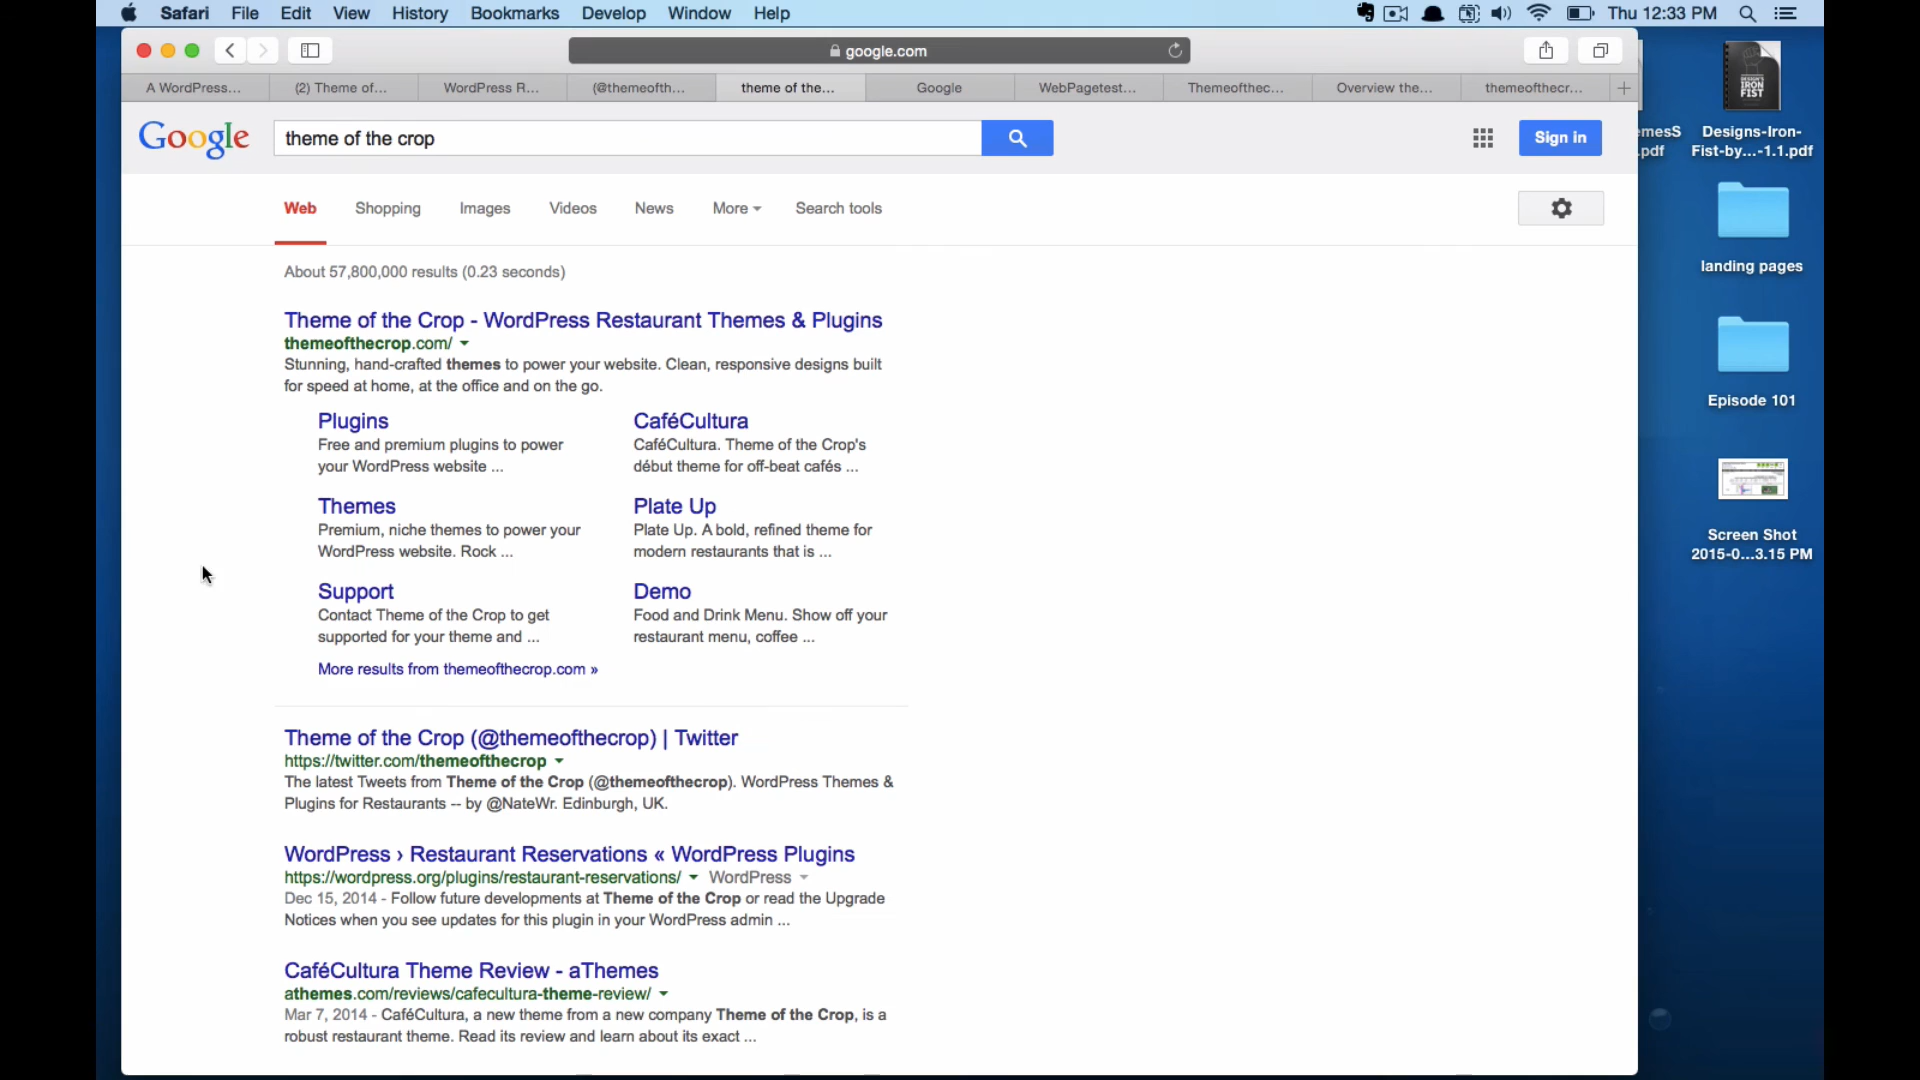 Safari File Edit View History Bookmarks Develop Window Help Thu 12:33 PM
google.com
A WordPress... (2) Theme of... WordPress R... (@themeofth... theme of the... Google WebPagetest... Themeofthec... Overview the... themeofthecr...
Google theme of the crop Sign in
Web Shopping Images Videos News More Search tools
About 57,800,000 results (0.23 seconds)
Theme of the Crop - WordPress Restaurant Themes & Plugins
themeofthecrop.com/
Stunning, hand-crafted themes to power your website. Clean, responsive designs built
for speed at home, at the office and on the go.
Plugins
Free and premium plugins to power
your WordPress website ...
CaféCultura
CaféCultura. Theme of the Crop's
début theme for off-beat cafés ...
Themes
Premium, niche themes to power your
WordPress website. Rock ...
Plate Up
Plate Up. A bold, refined theme for
modern restaurants that is ...
Support
Contact Theme of the Crop to get
supported for your theme and ...
Demo
Food and Drink Menu. Show off your
restaurant menu, coffee ...
More results from themeofthecrop.com »
Theme of the Crop (@themeofthecrop) | Twitter
https://twitter.com/themeofthecrop
The latest Tweets from Theme of the Crop (@themeofthecrop). WordPress Themes &
Plugins for Restaurants -- by @NateWr. Edinburgh, UK.
WordPress › Restaurant Reservations « WordPress Plugins
https://wordpress.org/plugins/restaurant-reservations/ WordPress
Dec 15, 2014 - Follow future developments at Theme of the Crop or read the Upgrade
Notices when you see updates for this plugin in your WordPress admin ...
CaféCultura Theme Review - aThemes
athemes.com/reviews/cafecultura-theme-review/
Mar 7, 2014 - CaféCultura, a new theme from a new company Theme of the Crop, is a
robust restaurant theme. Read its review and learn about its exact ...
DESIGN'S
IRON
FIST
emesS
.pdf
Designs-Iron-
Fist-by...-1.1.pdf
landing pages
Episode 101
Screen Shot
2015-0...3.15 PM